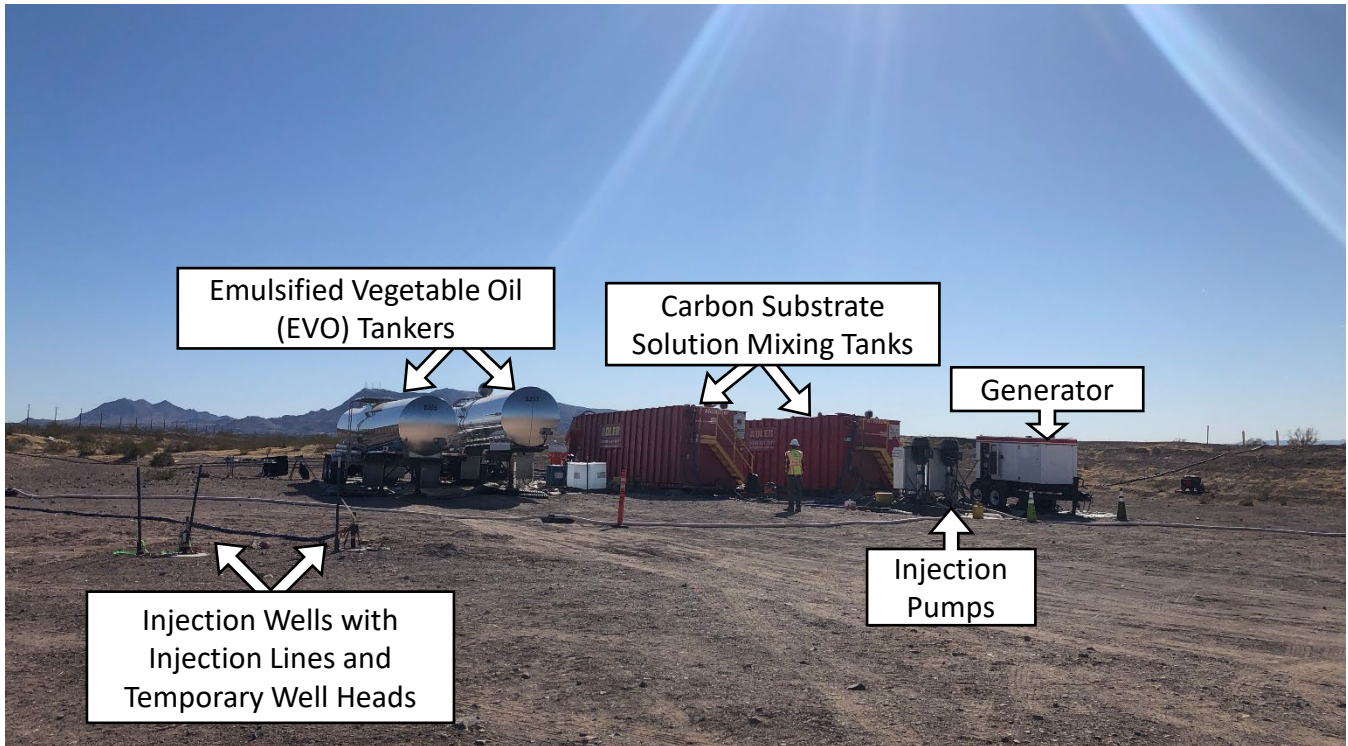 Emulsified Vegetable Oil
(EVO) Tankers
Carbon Substrate
Solution Mixing Tanks
Generator
ADLER
ADLER
Injection
Pumps
Injection Wells with
Injection Lines and
Temporary Well Heads